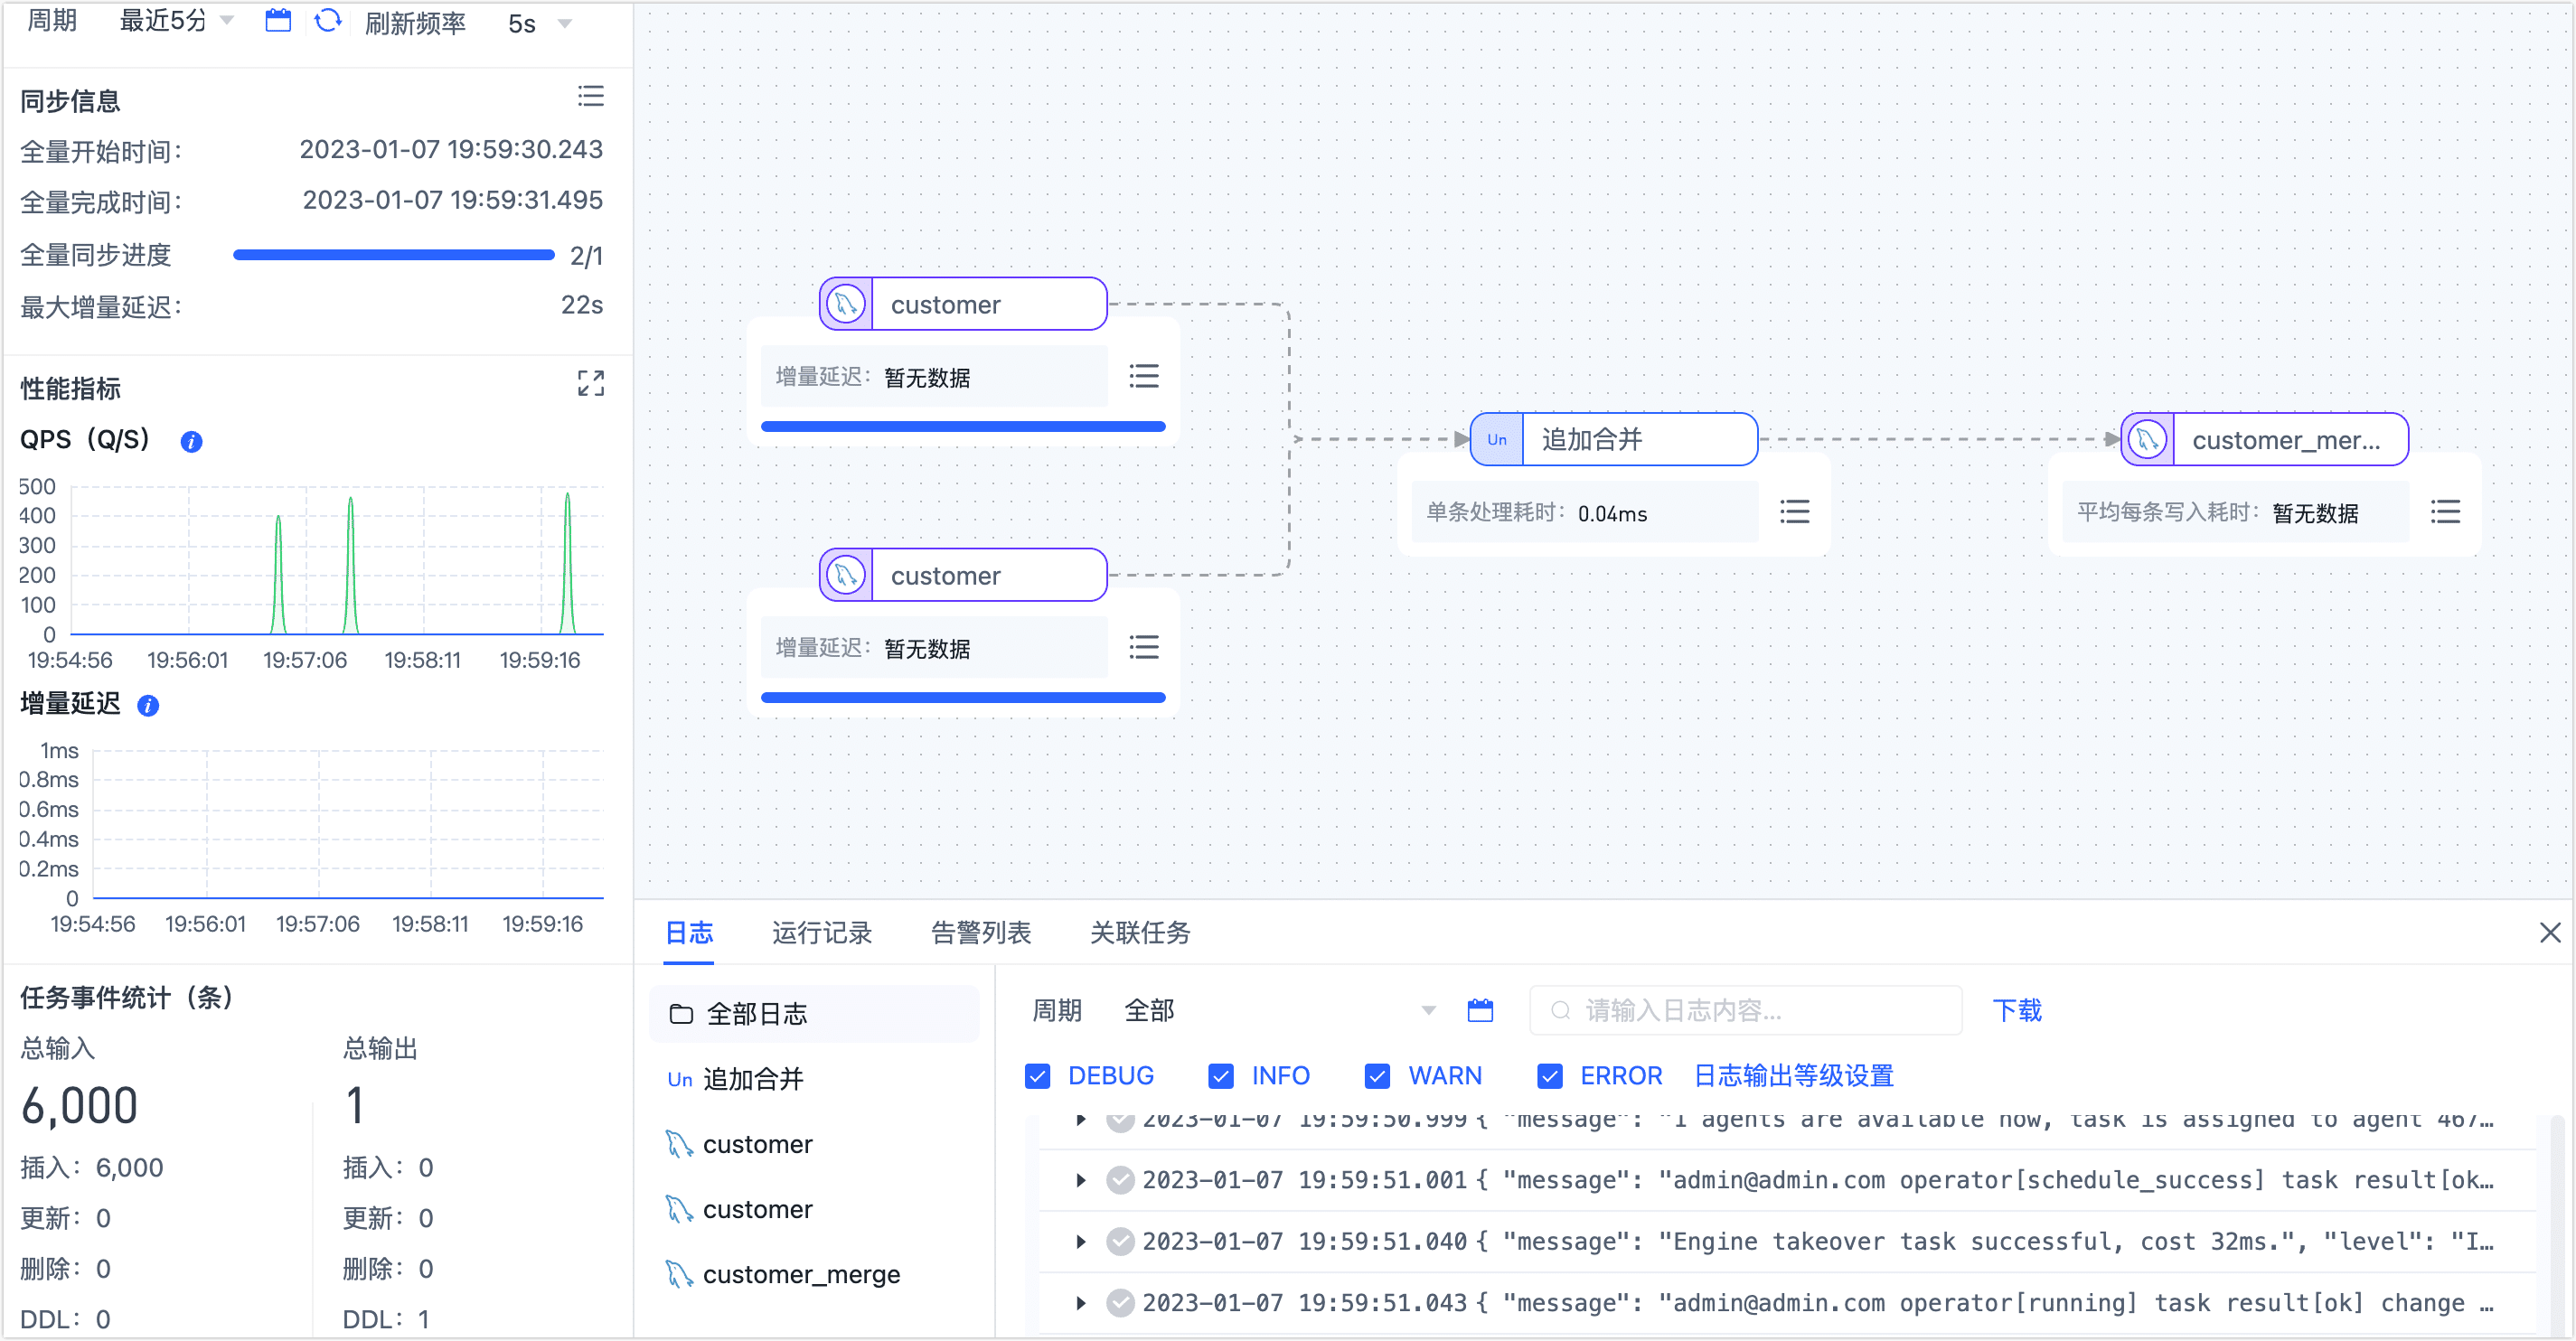 周期 最近5分 刷新频率 5s
同步信息
全量开始时间: 2023-01-07 19:59:30.243
全量完成时间: 2023-01-07 19:59:31.495
全量同步进度 2/1
最大增量延迟: 22s
性能指标
QPS（Q/S） i
500
400
300
200
100
0
19:54:56 19:56:01 19:57:06 19:58:11 19:59:16
增量延迟 i
1ms
0.8ms
0.6ms
0.4ms
0.2ms
0
19:54:56 19:56:01 19:57:06 19:58:11 19:59:16
任务事件统计（条）
总输入 总输出
6,000 1
插入: 6,000 插入: 0
更新: 0 更新: 0
删除: 0 删除: 0
DDL: 0 DDL: 1
customer
增量延迟: 暂无数据
customer
增量延迟: 暂无数据
Un 追加合并
单条处理耗时: 0.04ms
customer_mer...
平均每条写入耗时: 暂无数据
日志 运行记录 告警列表 关联任务
全部日志
Un 追加合并
customer
customer
customer_merge
周期 全部 请输入日志内容... 下载
DEBUG INFO WARN ERROR 日志输出等级设置
2023-01-07 19:59:50.999 { "message": "1 agents are available now, task is assigned to agent 467…
2023-01-07 19:59:51.001 { "message": "admin@admin.com operator[schedule_success] task result[ok…
2023-01-07 19:59:51.040 { "message": "Engine takeover task successful, cost 32ms.", "level": "I…
2023-01-07 19:59:51.043 { "message": "admin@admin.com operator[running] task result[ok] change …